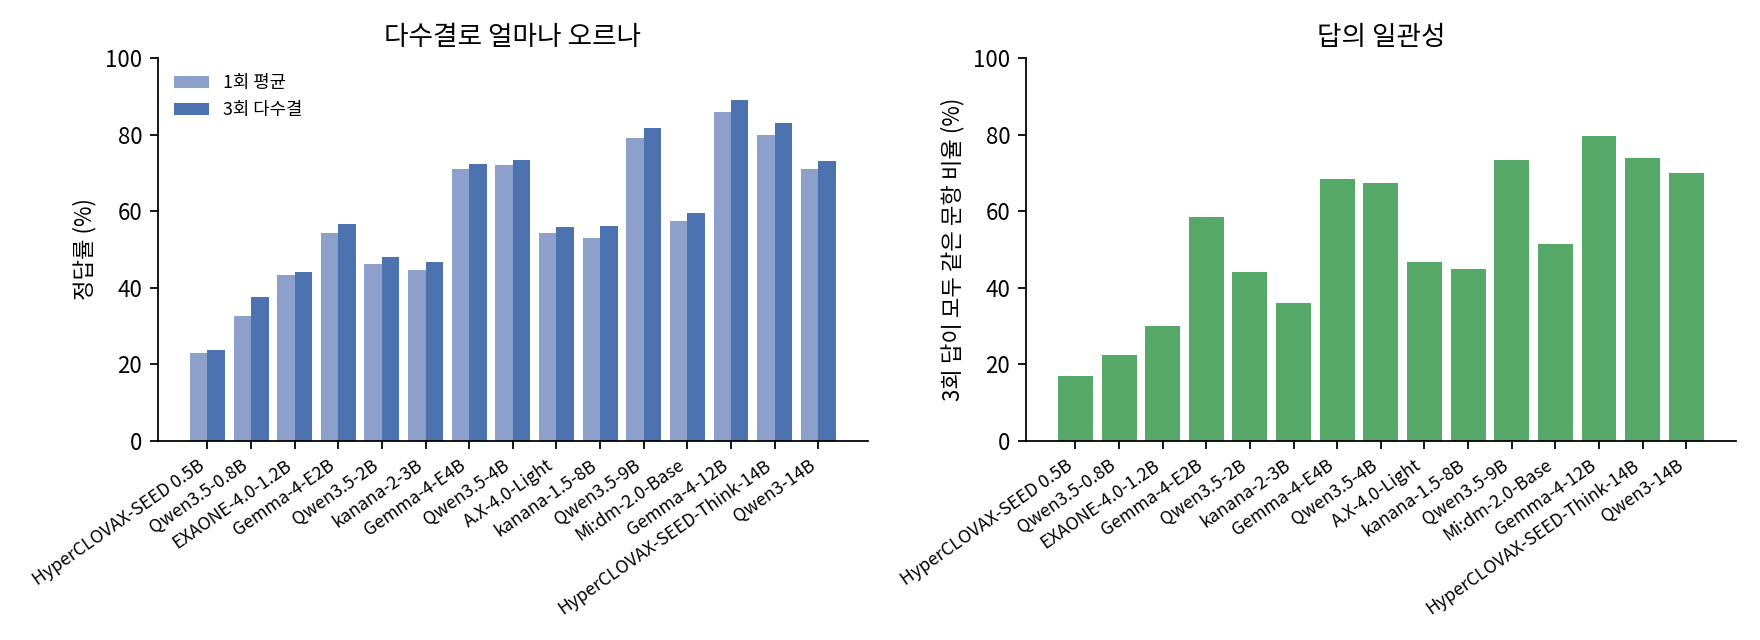 다수결로 얼마나 오르나
정답률 (%)
100
80
60
40
20
0
1회 평균
3회 다수결
HyperCLOVAX-SEED 0.5B
Qwen3.5-0.8B
EXAONE-4.0-1.2B
Gemma-4-E2B
Qwen3.5-2B
kanana-2-3B
Gemma-4-E4B
Qwen3.5-4B
A.X-4.0-Light
kanana-1.5-8B
Qwen3.5-9B
Mi:dm-2.0-Base
Gemma-4-12B
HyperCLOVAX-SEED-Think-14B
Qwen3-14B
답의 일관성
3회 답이 모두 같은 문항 비율 (%)
100
80
60
40
20
0
HyperCLOVAX-SEED 0.5B
Qwen3.5-0.8B
EXAONE-4.0-1.2B
Gemma-4-E2B
Qwen3.5-2B
kanana-2-3B
Gemma-4-E4B
Qwen3.5-4B
A.X-4.0-Light
kanana-1.5-8B
Qwen3.5-9B
Mi:dm-2.0-Base
Gemma-4-12B
HyperCLOVAX-SEED-Think-14B
Qwen3-14B